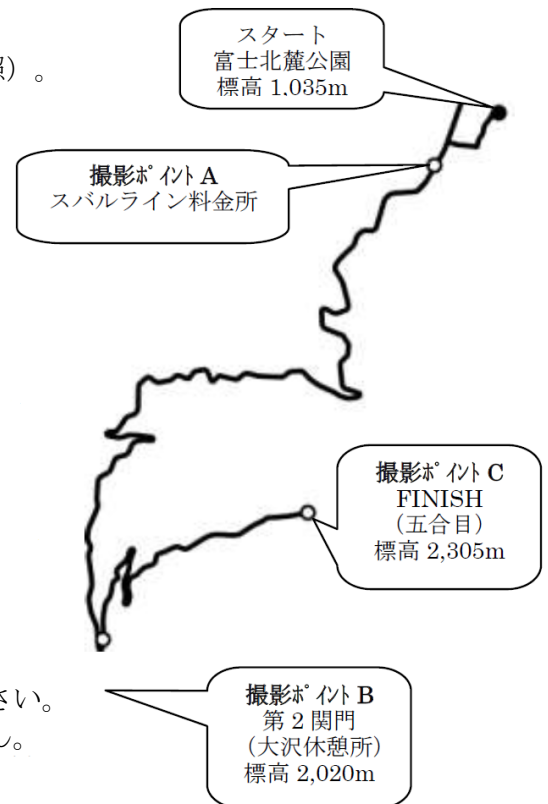 スタート
富士北麓公園
標高 1,035m
照）。
撮影ﾎﾟｲﾝﾄ A
スバルライン料金所
撮影ﾎﾟｲﾝﾄ C
FINISH
（五合目）
標高 2,305m
さい。
ん。
撮影ﾎﾟｲﾝﾄ B
第２関門
（大沢休憩所）
標高 2,020m